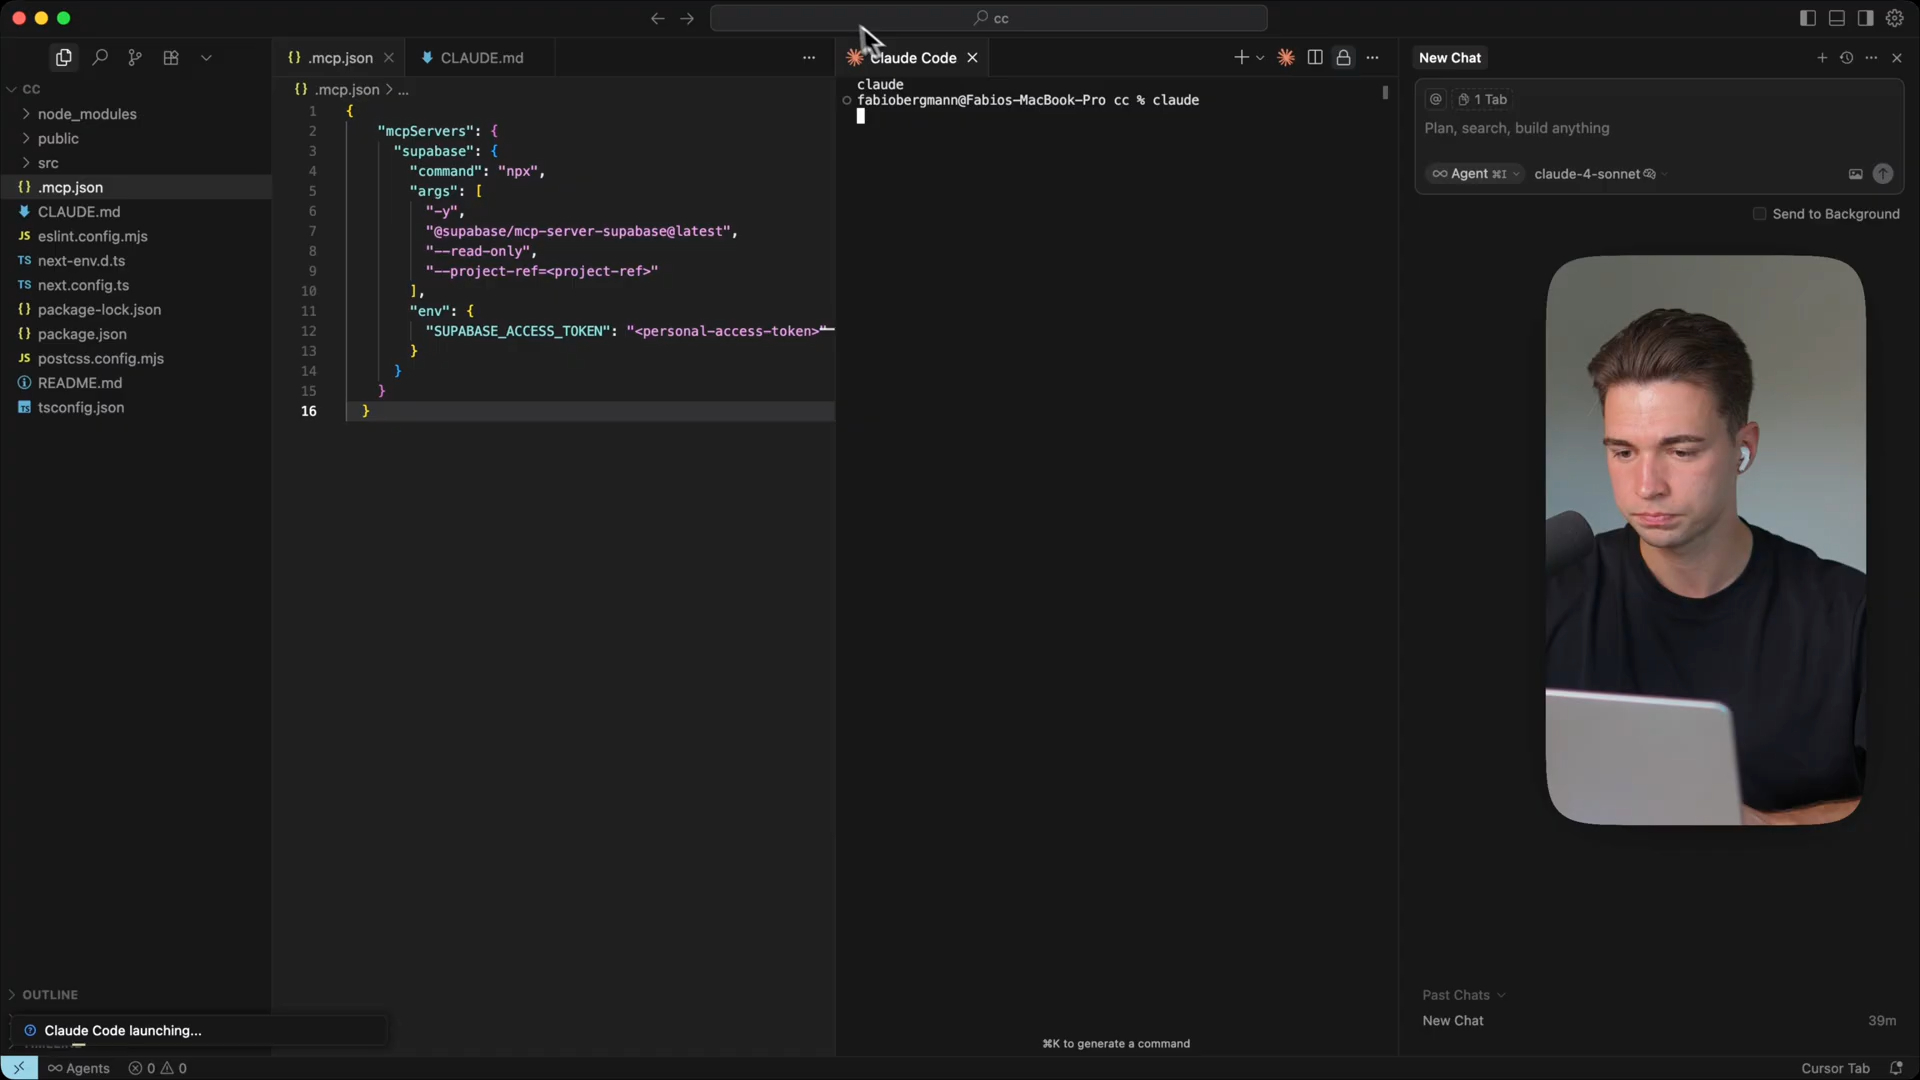 cc
CC
node_modules
public
src
.mcp.json
CLAUDE.md
eslint.config.mjs
next-env.d.ts
next.config.ts
package-lock.json
package.json
postcss.config.mjs
README.md
tsconfig.json
OUTLINE
Claude Code launching...
.mcp.json
CLAUDE.md
.mcp.json > ...
1 {
2 "mcpServers": {
3 "supabase": {
4 "command": "npx",
5 "args": [
6 "-y",
7 "@supabase/mcp-server-supabase@latest",
8 "--read-only",
9 "--project-ref=<project-ref>"
10 ],
11 "env": {
12 "SUPABASE_ACCESS_TOKEN": "<personal-access-token>"
13 }
14 }
15 }
16 }
Claude Code
claude
fabiobergmann@Fabios-MacBook-Pro cc % claude
⌘K to generate a command
New Chat
@ 1 Tab
Plan, search, build anything
Agent ⌘I claude-4-sonnet
Send to Background
Past Chats
New Chat 39m
Agents 0 0
Cursor Tab